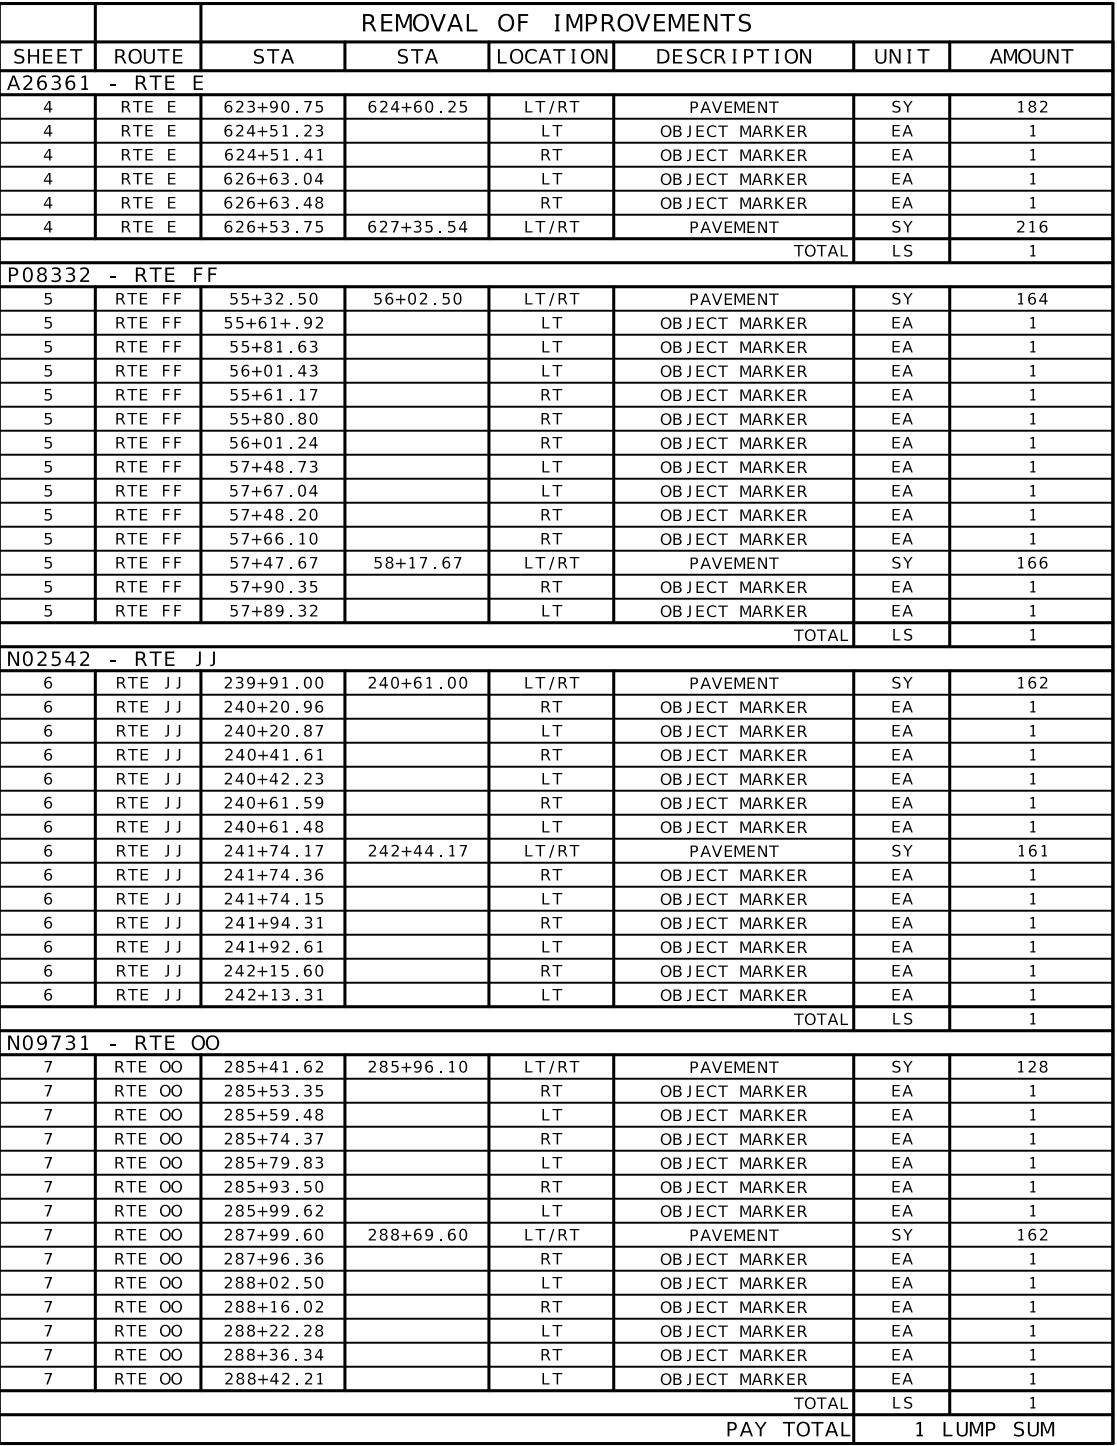 REMOVAL OF IMPROVEMENTS
SHEET ROUTE STA STA LOCATION DESCRIPTION UNIT AMOUNT
A26361 - RTE E
4 RTE E 623+90.75 624+60.25 LT/RT PAVEMENT SY 182
4 RTE E 624+51.23 LT OBJECT MARKER EA 1
4 RTE E 624+51.41 RT OBJECT MARKER EA 1
4 RTE E 626+63.04 LT OBJECT MARKER EA 1
4 RTE E 626+63.48 RT OBJECT MARKER EA 1
4 RTE E 626+53.75 627+35.54 LT/RT PAVEMENT SY 216
TOTAL LS 1
P08332 - RTE FF
5 RTE FF 55+32.50 56+02.50 LT/RT PAVEMENT SY 164
5 RTE FF 55+61+.92 LT OBJECT MARKER EA 1
5 RTE FF 55+81.63 LT OBJECT MARKER EA 1
5 RTE FF 56+01.43 LT OBJECT MARKER EA 1
5 RTE FF 55+61.17 RT OBJECT MARKER EA 1
5 RTE FF 55+80.80 RT OBJECT MARKER EA 1
5 RTE FF 56+01.24 RT OBJECT MARKER EA 1
5 RTE FF 57+48.73 LT OBJECT MARKER EA 1
5 RTE FF 57+67.04 LT OBJECT MARKER EA 1
5 RTE FF 57+48.20 RT OBJECT MARKER EA 1
5 RTE FF 57+66.10 RT OBJECT MARKER EA 1
5 RTE FF 57+47.67 58+17.67 LT/RT PAVEMENT SY 166
5 RTE FF 57+90.35 RT OBJECT MARKER EA 1
5 RTE FF 57+89.32 LT OBJECT MARKER EA 1
TOTAL LS 1
N02542 - RTE JJ
6 RTE JJ 239+91.00 240+61.00 LT/RT PAVEMENT SY 162
6 RTE JJ 240+20.96 RT OBJECT MARKER EA 1
6 RTE JJ 240+20.87 LT OBJECT MARKER EA 1
6 RTE JJ 240+41.61 RT OBJECT MARKER EA 1
6 RTE JJ 240+42.23 LT OBJECT MARKER EA 1
6 RTE JJ 240+61.59 RT OBJECT MARKER EA 1
6 RTE JJ 240+61.48 LT OBJECT MARKER EA 1
6 RTE JJ 241+74.17 242+44.17 LT/RT PAVEMENT SY 161
6 RTE JJ 241+74.36 RT OBJECT MARKER EA 1
6 RTE JJ 241+74.15 LT OBJECT MARKER EA 1
6 RTE JJ 241+94.31 RT OBJECT MARKER EA 1
6 RTE JJ 241+92.61 LT OBJECT MARKER EA 1
6 RTE JJ 242+15.60 RT OBJECT MARKER EA 1
6 RTE JJ 242+13.31 LT OBJECT MARKER EA 1
TOTAL LS 1
N09731 - RTE OO
7 RTE OO 285+41.62 285+96.10 LT/RT PAVEMENT SY 128
7 RTE OO 285+53.35 RT OBJECT MARKER EA 1
7 RTE OO 285+59.48 LT OBJECT MARKER EA 1
7 RTE OO 285+74.37 RT OBJECT MARKER EA 1
7 RTE OO 285+79.83 LT OBJECT MARKER EA 1
7 RTE OO 285+93.50 RT OBJECT MARKER EA 1
7 RTE OO 285+99.62 LT OBJECT MARKER EA 1
7 RTE OO 287+99.60 288+69.60 LT/RT PAVEMENT SY 162
7 RTE OO 287+96.36 RT OBJECT MARKER EA 1
7 RTE OO 288+02.50 LT OBJECT MARKER EA 1
7 RTE OO 288+16.02 RT OBJECT MARKER EA 1
7 RTE OO 288+22.28 LT OBJECT MARKER EA 1
7 RTE OO 288+36.34 RT OBJECT MARKER EA 1
7 RTE OO 288+42.21 LT OBJECT MARKER EA 1
TOTAL LS 1
PAY TOTAL 1 LUMP SUM